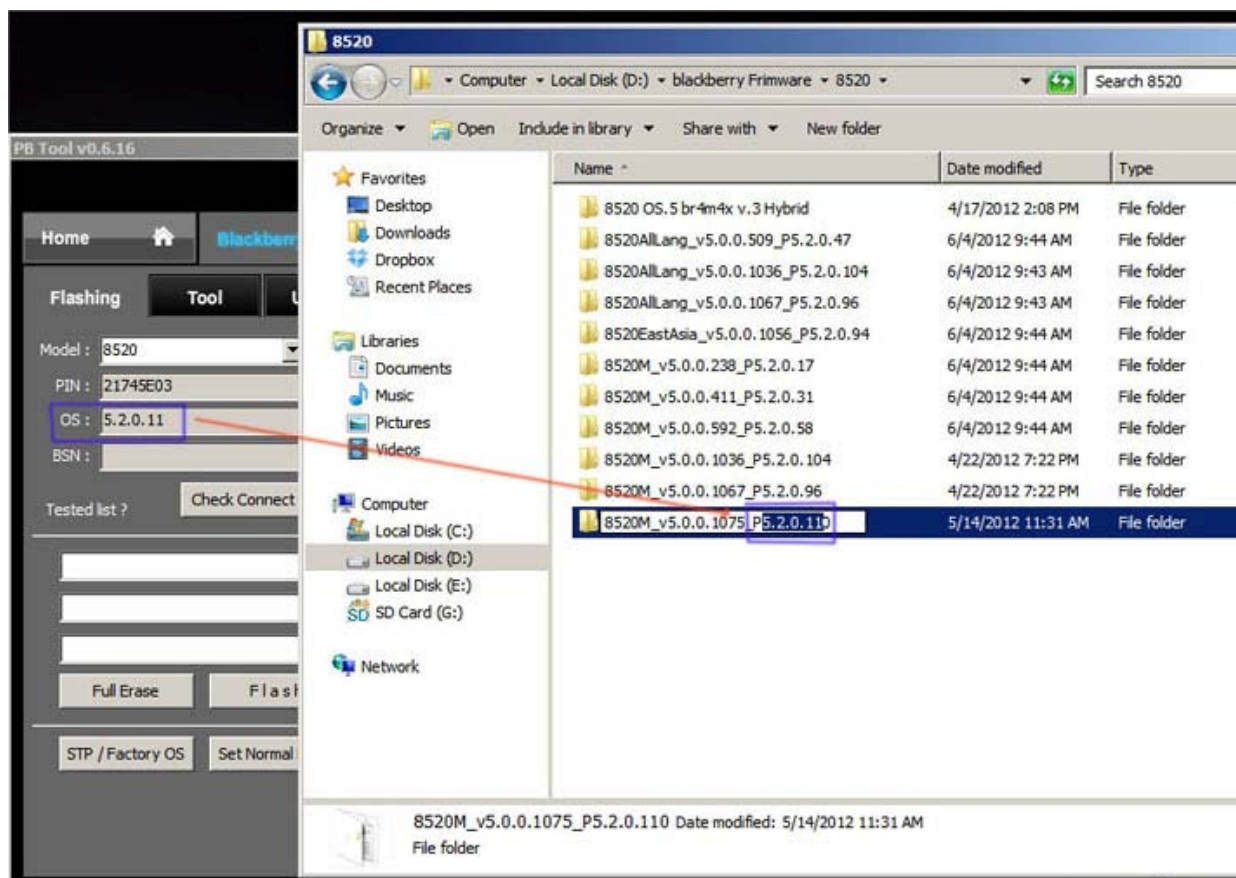 8520
Computer Local Disk (D:) blackberry Frimware 8520
Search 8520
Organize Open Include in library Share with New folder
PB Tool v0.6.16
Home
Blackberry
Flashing Tool
Model : 8520
PIN : 21745E03
OS : 5.2.0.11
BSN :
Tested list ? Check Connect
Full Erase Flash
STP / Factory OS Set Normal
Favorites
Desktop
Downloads
Dropbox
Recent Places
Libraries
Documents
Music
Pictures
Videos
Computer
Local Disk (C:)
Local Disk (D:)
Local Disk (E:)
SD Card (G:)
Network
Name Date modified Type
8520 OS.5 br4m4x v.3 Hybrid 4/17/2012 2:08 PM File folder
8520AllLang_v5.0.0.509_P5.2.0.47 6/4/2012 9:44 AM File folder
8520AllLang_v5.0.0.1036_P5.2.0.104 6/4/2012 9:43 AM File folder
8520AllLang_v5.0.0.1067_P5.2.0.96 6/4/2012 9:43 AM File folder
8520EastAsia_v5.0.0.1056_P5.2.0.94 6/4/2012 9:44 AM File folder
8520M_v5.0.0.238_P5.2.0.17 6/4/2012 9:44 AM File folder
8520M_v5.0.0.411_P5.2.0.31 6/4/2012 9:44 AM File folder
8520M_v5.0.0.592_P5.2.0.58 6/4/2012 9:44 AM File folder
8520M_v5.0.0.1036_P5.2.0.104 4/22/2012 7:22 PM File folder
8520M_v5.0.0.1067_P5.2.0.96 4/22/2012 7:22 PM File folder
8520M_v5.0.0.1075_P5.2.0.110 5/14/2012 11:31 AM File folder
8520M_v5.0.0.1075_P5.2.0.110 Date modified: 5/14/2012 11:31 AM
File folder